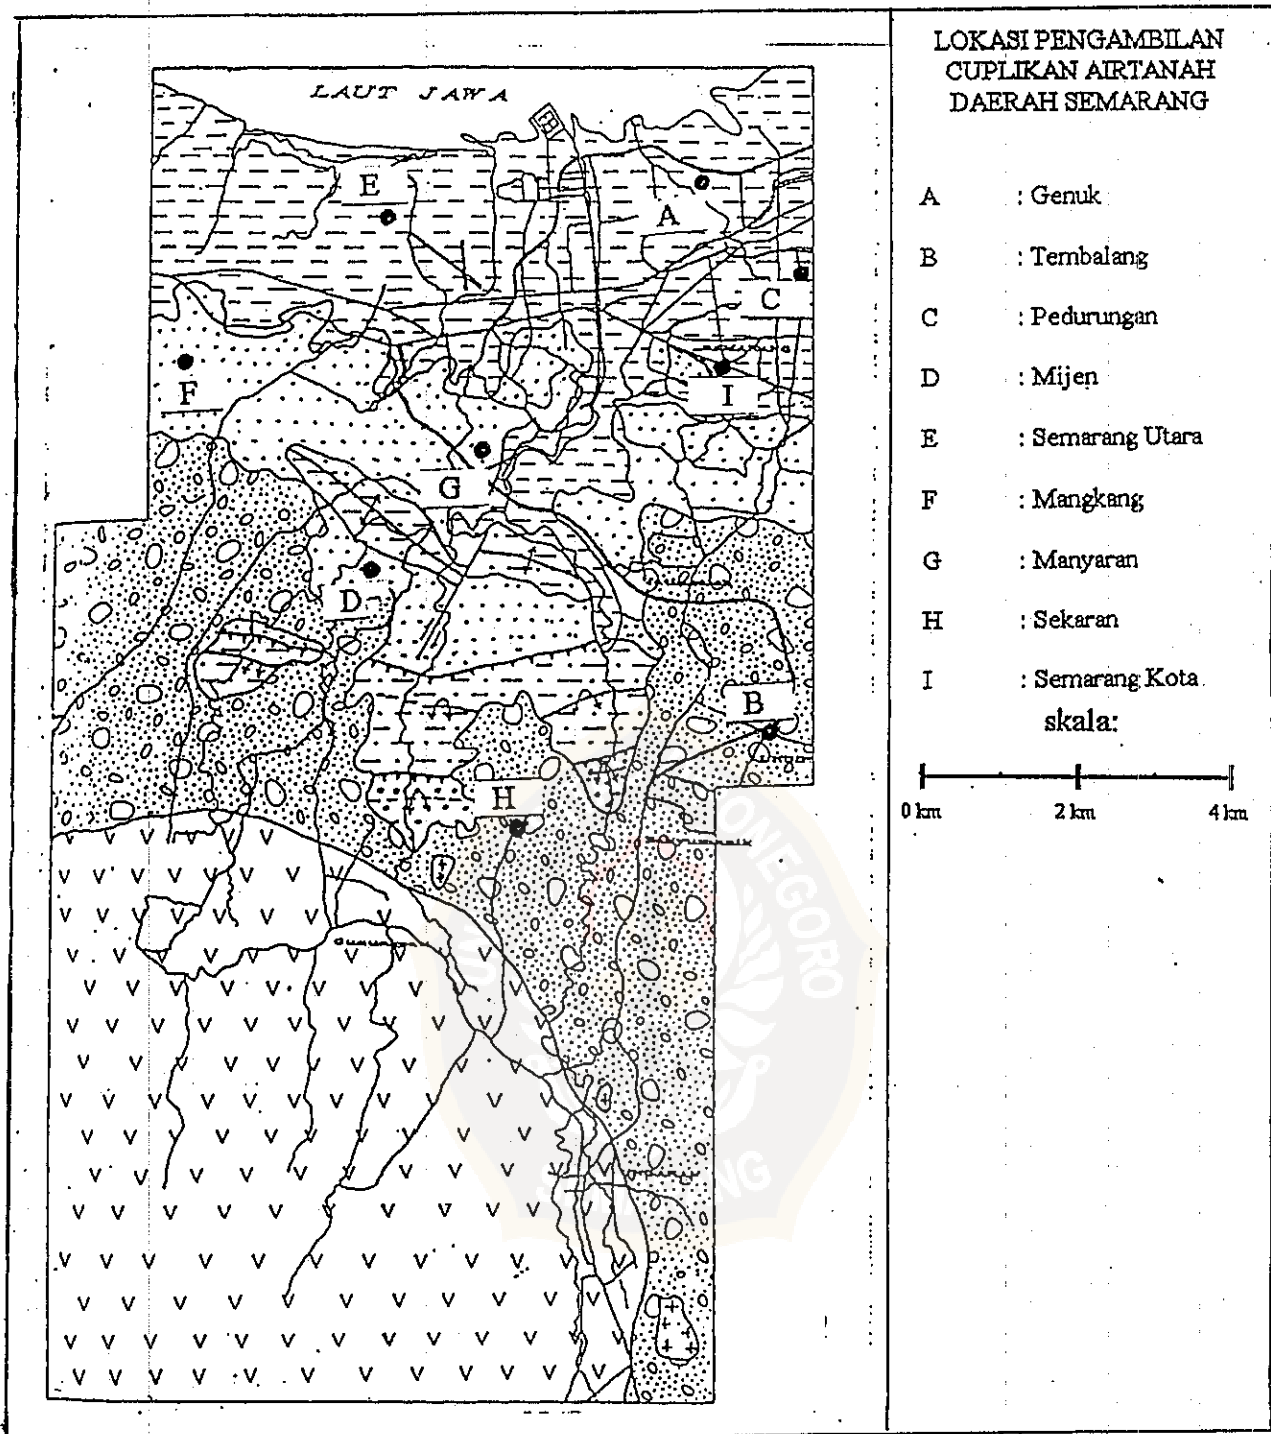 LAUT JAWA
E
A
C
F
I
G
D
B
H
LOKASI PENGAMBILAN
CUPLIKAN AIRTANAH
DAERAH SEMARANG
A : Genuk
B : Tembalang
C : Pedurungan
D : Mijen
E : Semarang Utara
F : Mangkang
G : Manyaran
H : Sekaran
I : Semarang Kota
skala:
0 km 2 km 4 km